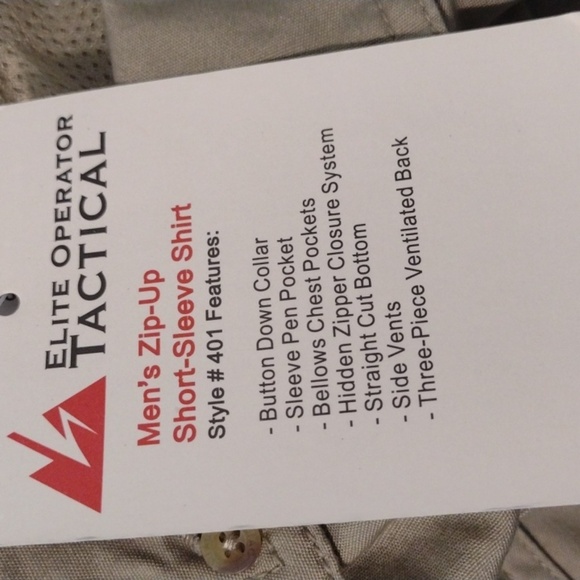 ELITE OPERATOR
TACTICAL
Men's Zip-Up
Short-Sleeve Shirt
Style # 401 Features:
- Button Down Collar
- Sleeve Pen Pocket
- Bellows Chest Pockets
- Hidden Zipper Closure System
- Straight Cut Bottom
- Side Vents
- Three-Piece Ventilated Back